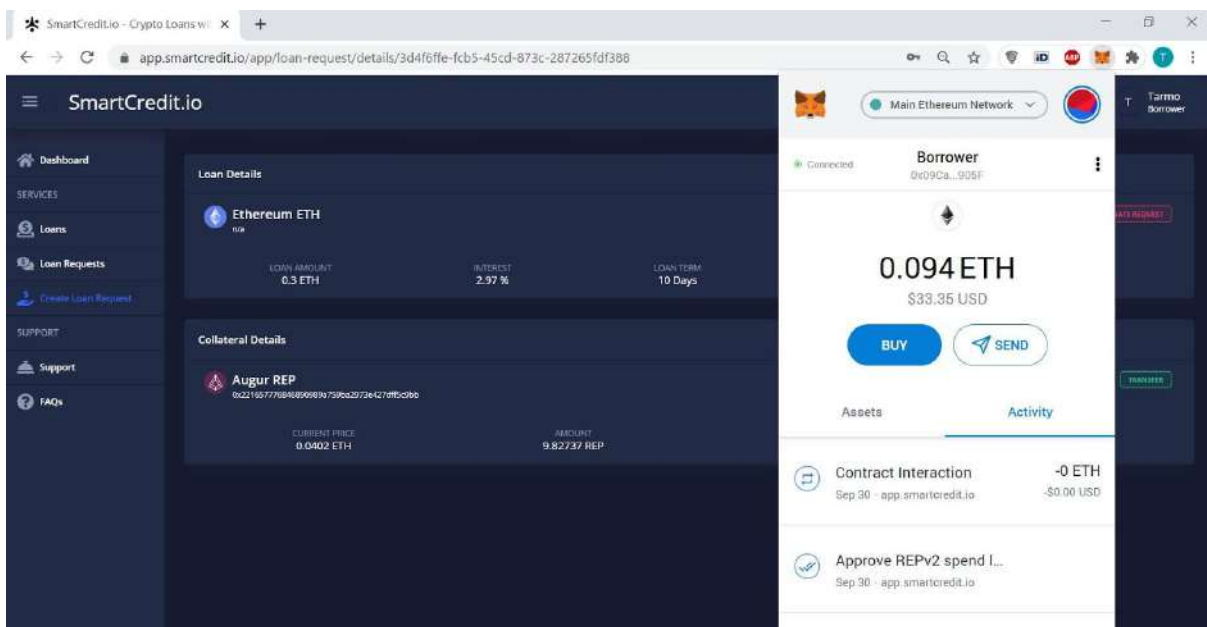 SmartCredit.io - Crypto Loans wi
app.smartcredit.io/app/loan-request/details/3d4f6ffe-fcb5-45cd-873c-287265fdf388
iD
ABP
T
SmartCredit.io
T
Tarmo
Borrower
Dashboard
SERVICES
Loans
Loan Requests
Create Loan Request
SUPPORT
Support
FAQs
Loan Details
Ethereum ETH
n/a
LOAN AMOUNT
0.3 ETH
INTEREST
2.97 %
LOAN TERM
10 Days
REQUEST
Collateral Details
Augur REP
CURRENT PRICE
0.0402 ETH
AMOUNT
9.82737 REP
TRANSFER
Main Ethereum Network
Connected
Borrower
0x09Ca...905F
0.094 ETH
$33.35 USD
BUY
SEND
Assets
Activity
Contract Interaction
-0 ETH
Sep 30 - app.smartcredit.io
-$0.00 USD
Approve REPv2 spend l...
Sep 30 - app.smartcredit.io